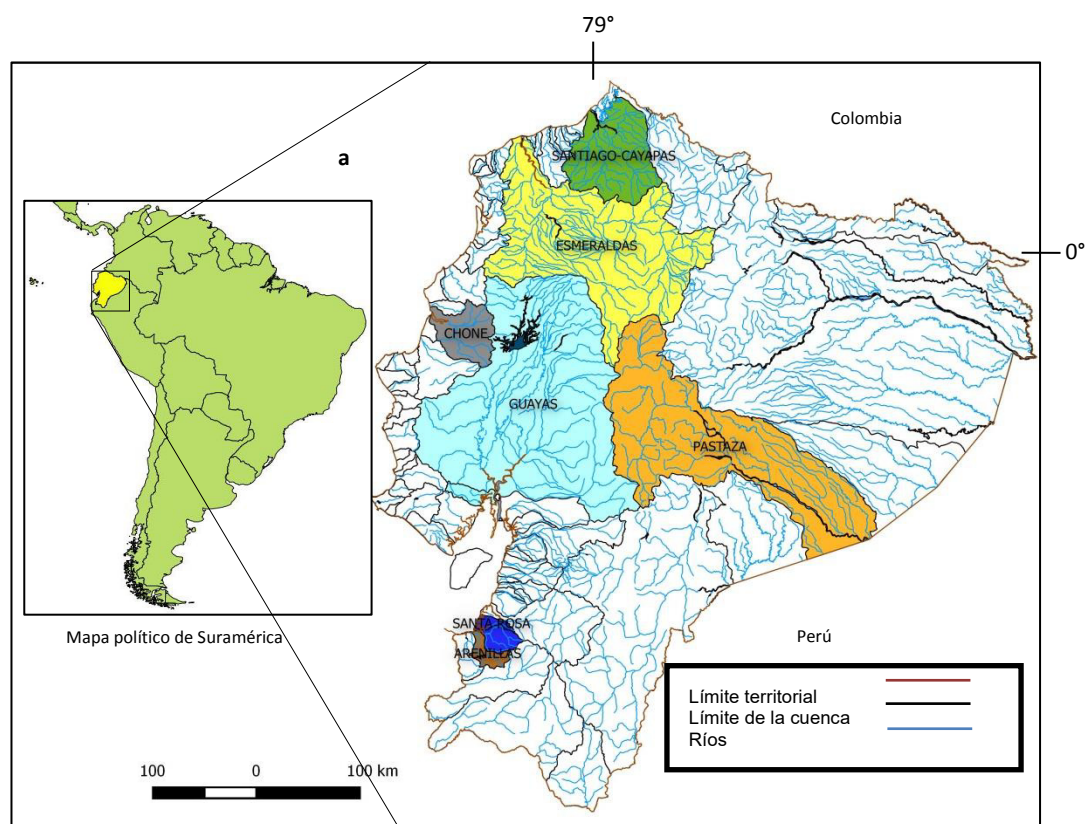 79°
Colombia
a
SANTIAGO-CAYAPAS
ESMERALDAS
0°
CHONE
GUAYAS
PASTAZA
SANTA ROSA
ARENILLAS
Mapa político de Suramérica
Perú
Límite territorial
Límite de la cuenca
Ríos
100 0 100 km